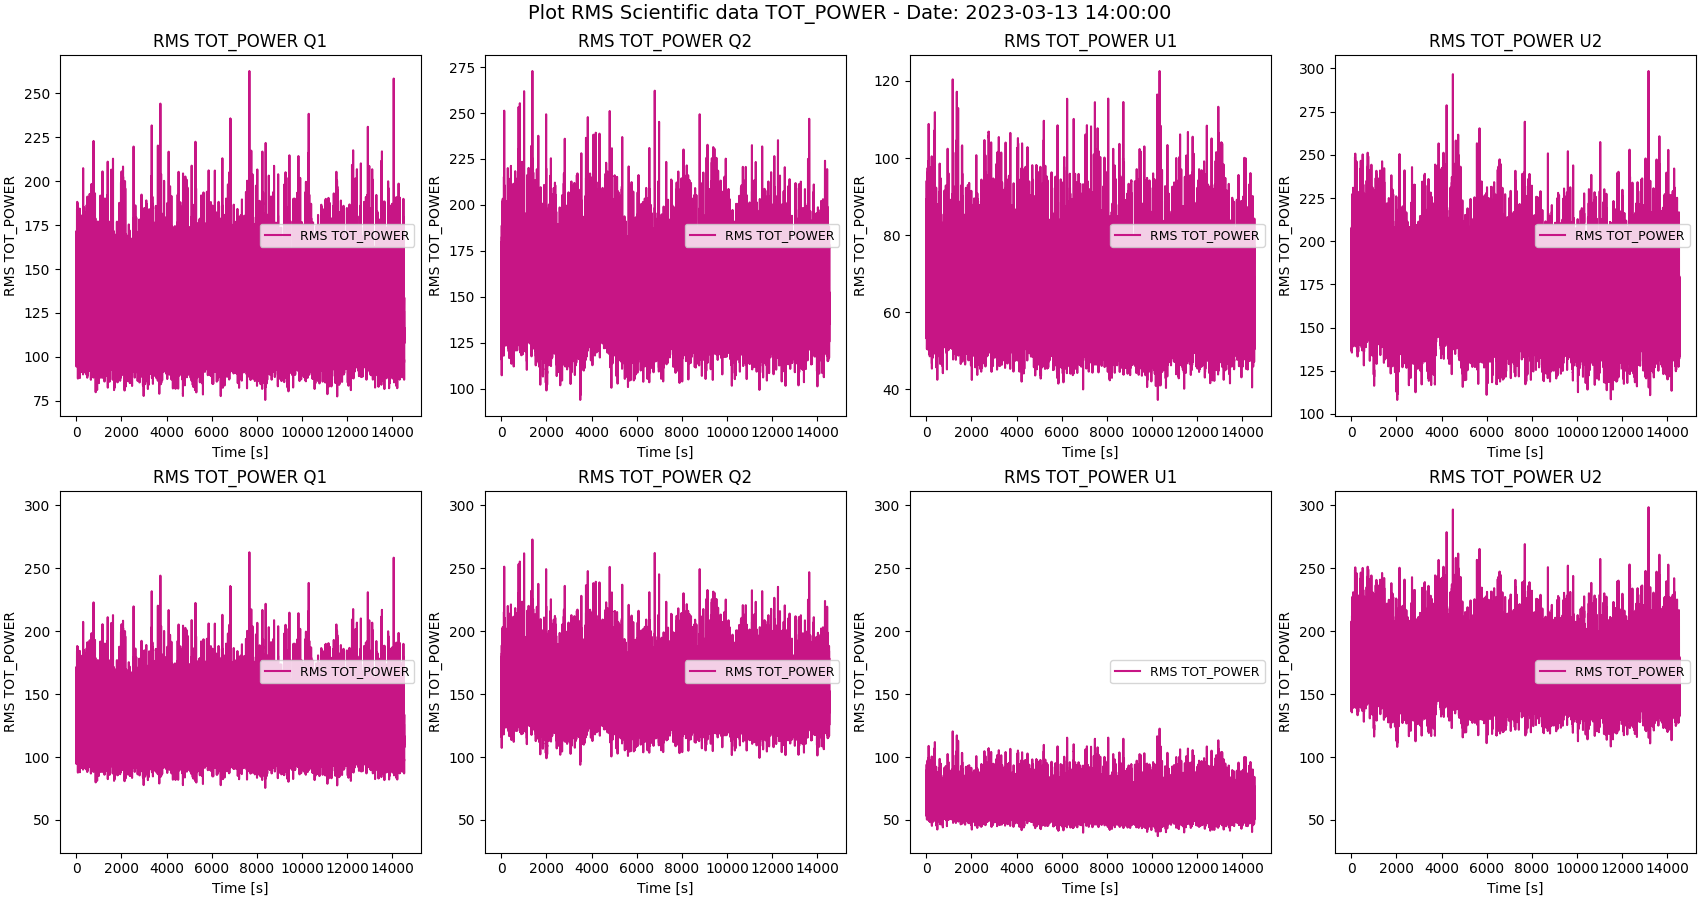 Plot RMS Scientific data TOT_POWER - Date: 2023-03-13 14:00:00
RMS TOT_POWER Q1
RMS TOT_POWER
250
225
200
175
150
125
100
75
RMS TOT_POWER
0 2000 4000 6000 8000 10000 12000 14000
Time [s]
RMS TOT_POWER Q2
RMS TOT_POWER
275
250
225
200
175
150
125
100
RMS TOT_POWER
0 2000 4000 6000 8000 10000 12000 14000
Time [s]
RMS TOT_POWER U1
RMS TOT_POWER
120
100
80
60
40
RMS TOT_POWER
0 2000 4000 6000 8000 10000 12000 14000
Time [s]
RMS TOT_POWER U2
RMS TOT_POWER
300
275
250
225
200
175
150
125
100
RMS TOT_POWER
0 2000 4000 6000 8000 10000 12000 14000
Time [s]
RMS TOT_POWER Q1
RMS TOT_POWER
300
250
200
150
100
50
RMS TOT_POWER
0 2000 4000 6000 8000 10000 12000 14000
Time [s]
RMS TOT_POWER Q2
RMS TOT_POWER
300
250
200
150
100
50
RMS TOT_POWER
0 2000 4000 6000 8000 10000 12000 14000
Time [s]
RMS TOT_POWER U1
RMS TOT_POWER
300
250
200
150
100
50
RMS TOT_POWER
0 2000 4000 6000 8000 10000 12000 14000
Time [s]
RMS TOT_POWER U2
RMS TOT_POWER
300
250
200
150
100
50
RMS TOT_POWER
0 2000 4000 6000 8000 10000 12000 14000
Time [s]